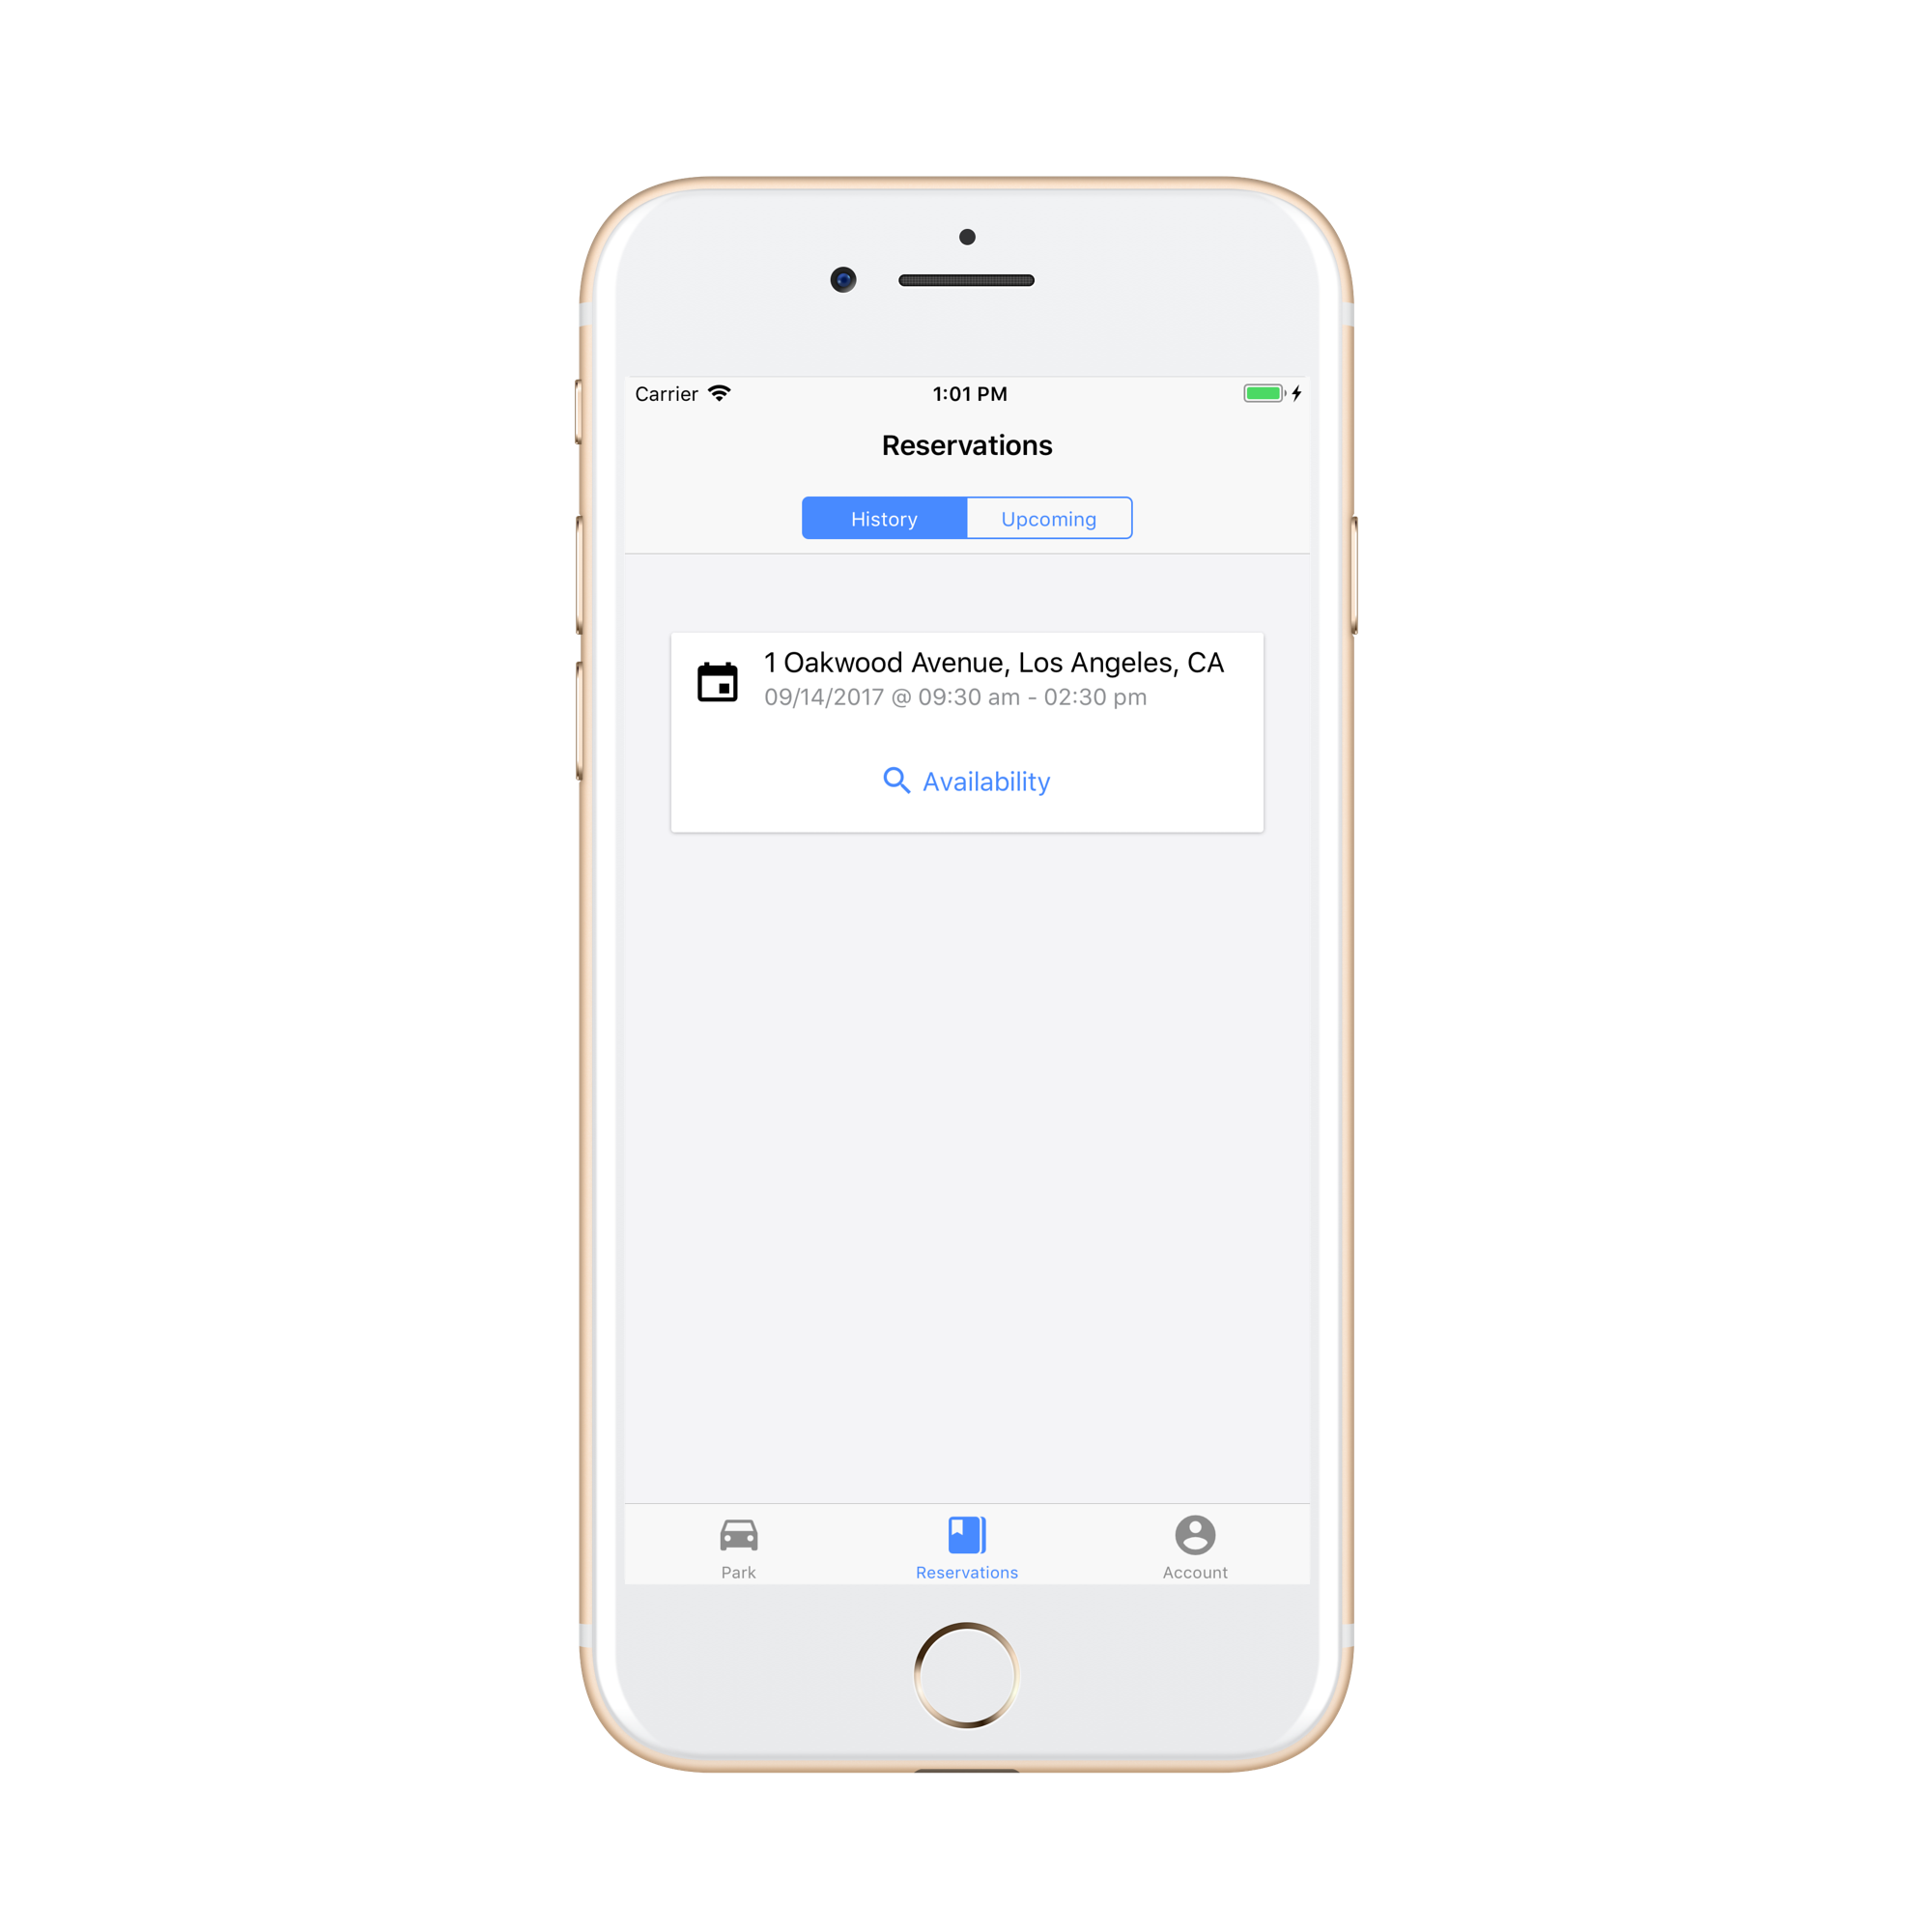 Carrier 1:01 PM
Reservations
History Upcoming
1 Oakwood Avenue, Los Angeles, CA
09/14/2017 @ 09:30 am - 02:30 pm
Availability
Park Reservations Account